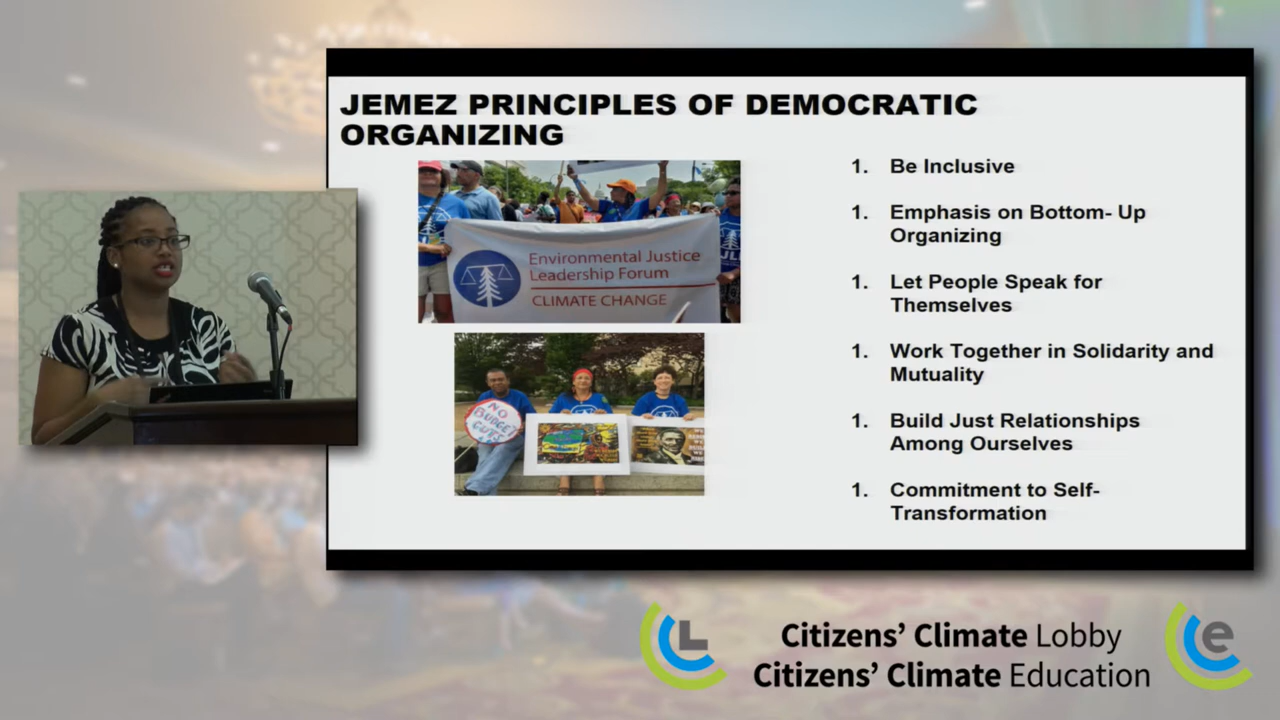 JEMEZ PRINCIPLES OF DEMOCRATIC
ORGANIZING
1. Be Inclusive
1. Emphasis on Bottom- Up
Organizing
1. Let People Speak for
Themselves
1. Work Together in Solidarity and
Mutuality
1. Build Just Relationships
Among Ourselves
1. Commitment to Self-
Transformation
Environmental Justice
Leadership Forum
CLIMATE CHANGE
NO
BUDGET
CUTS
L
Citizens' Climate Lobby
Citizens' Climate Education
e